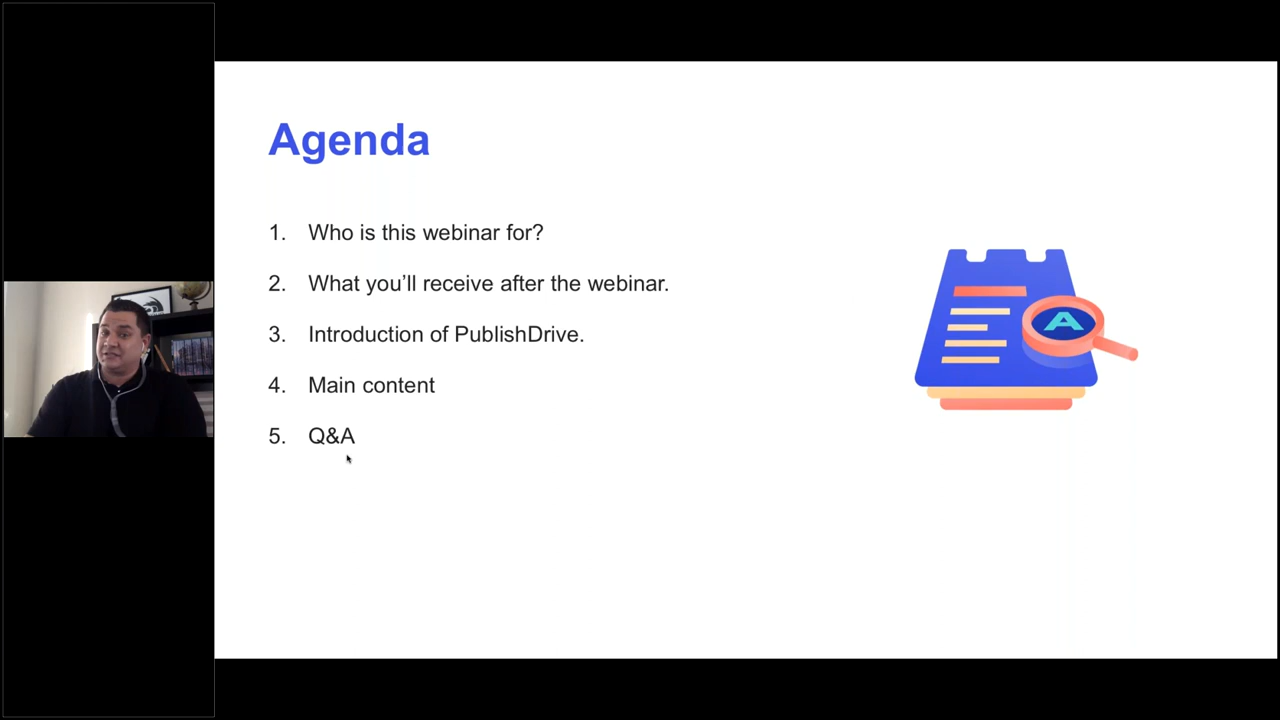 Agenda
1. Who is this webinar for?
2. What you’ll receive after the webinar.
3. Introduction of PublishDrive.
4. Main content
5. Q&A
A